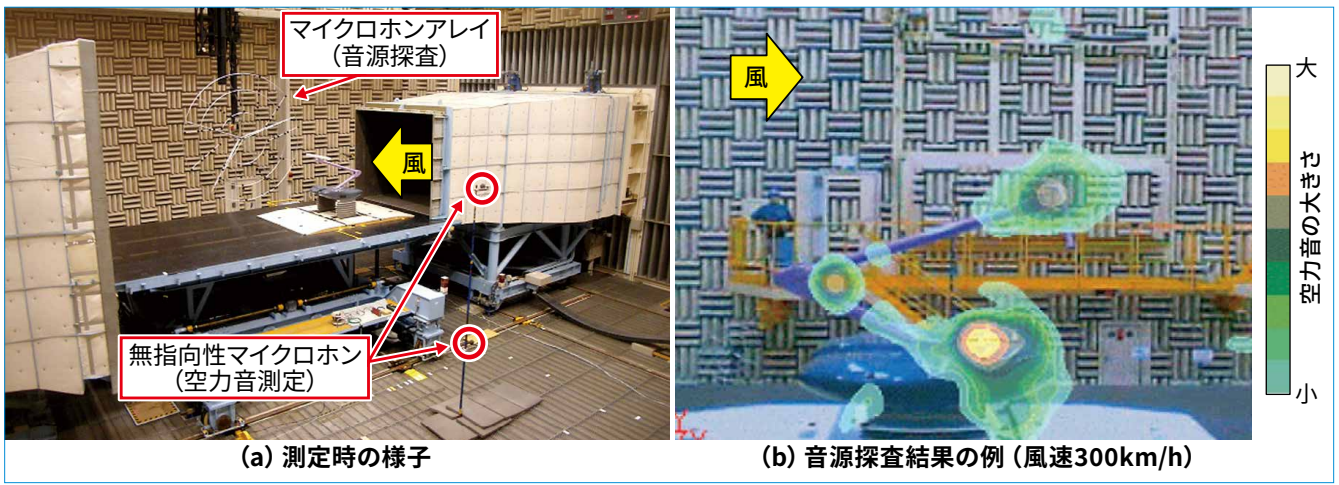 マイクロホンアレイ
(音源探査)
風
無指向性マイクロホン
(空力音測定)
(a) 測定時の様子
風
大
空力音の大きさ
小
(b) 音源探査結果の例 (風速300km/h)